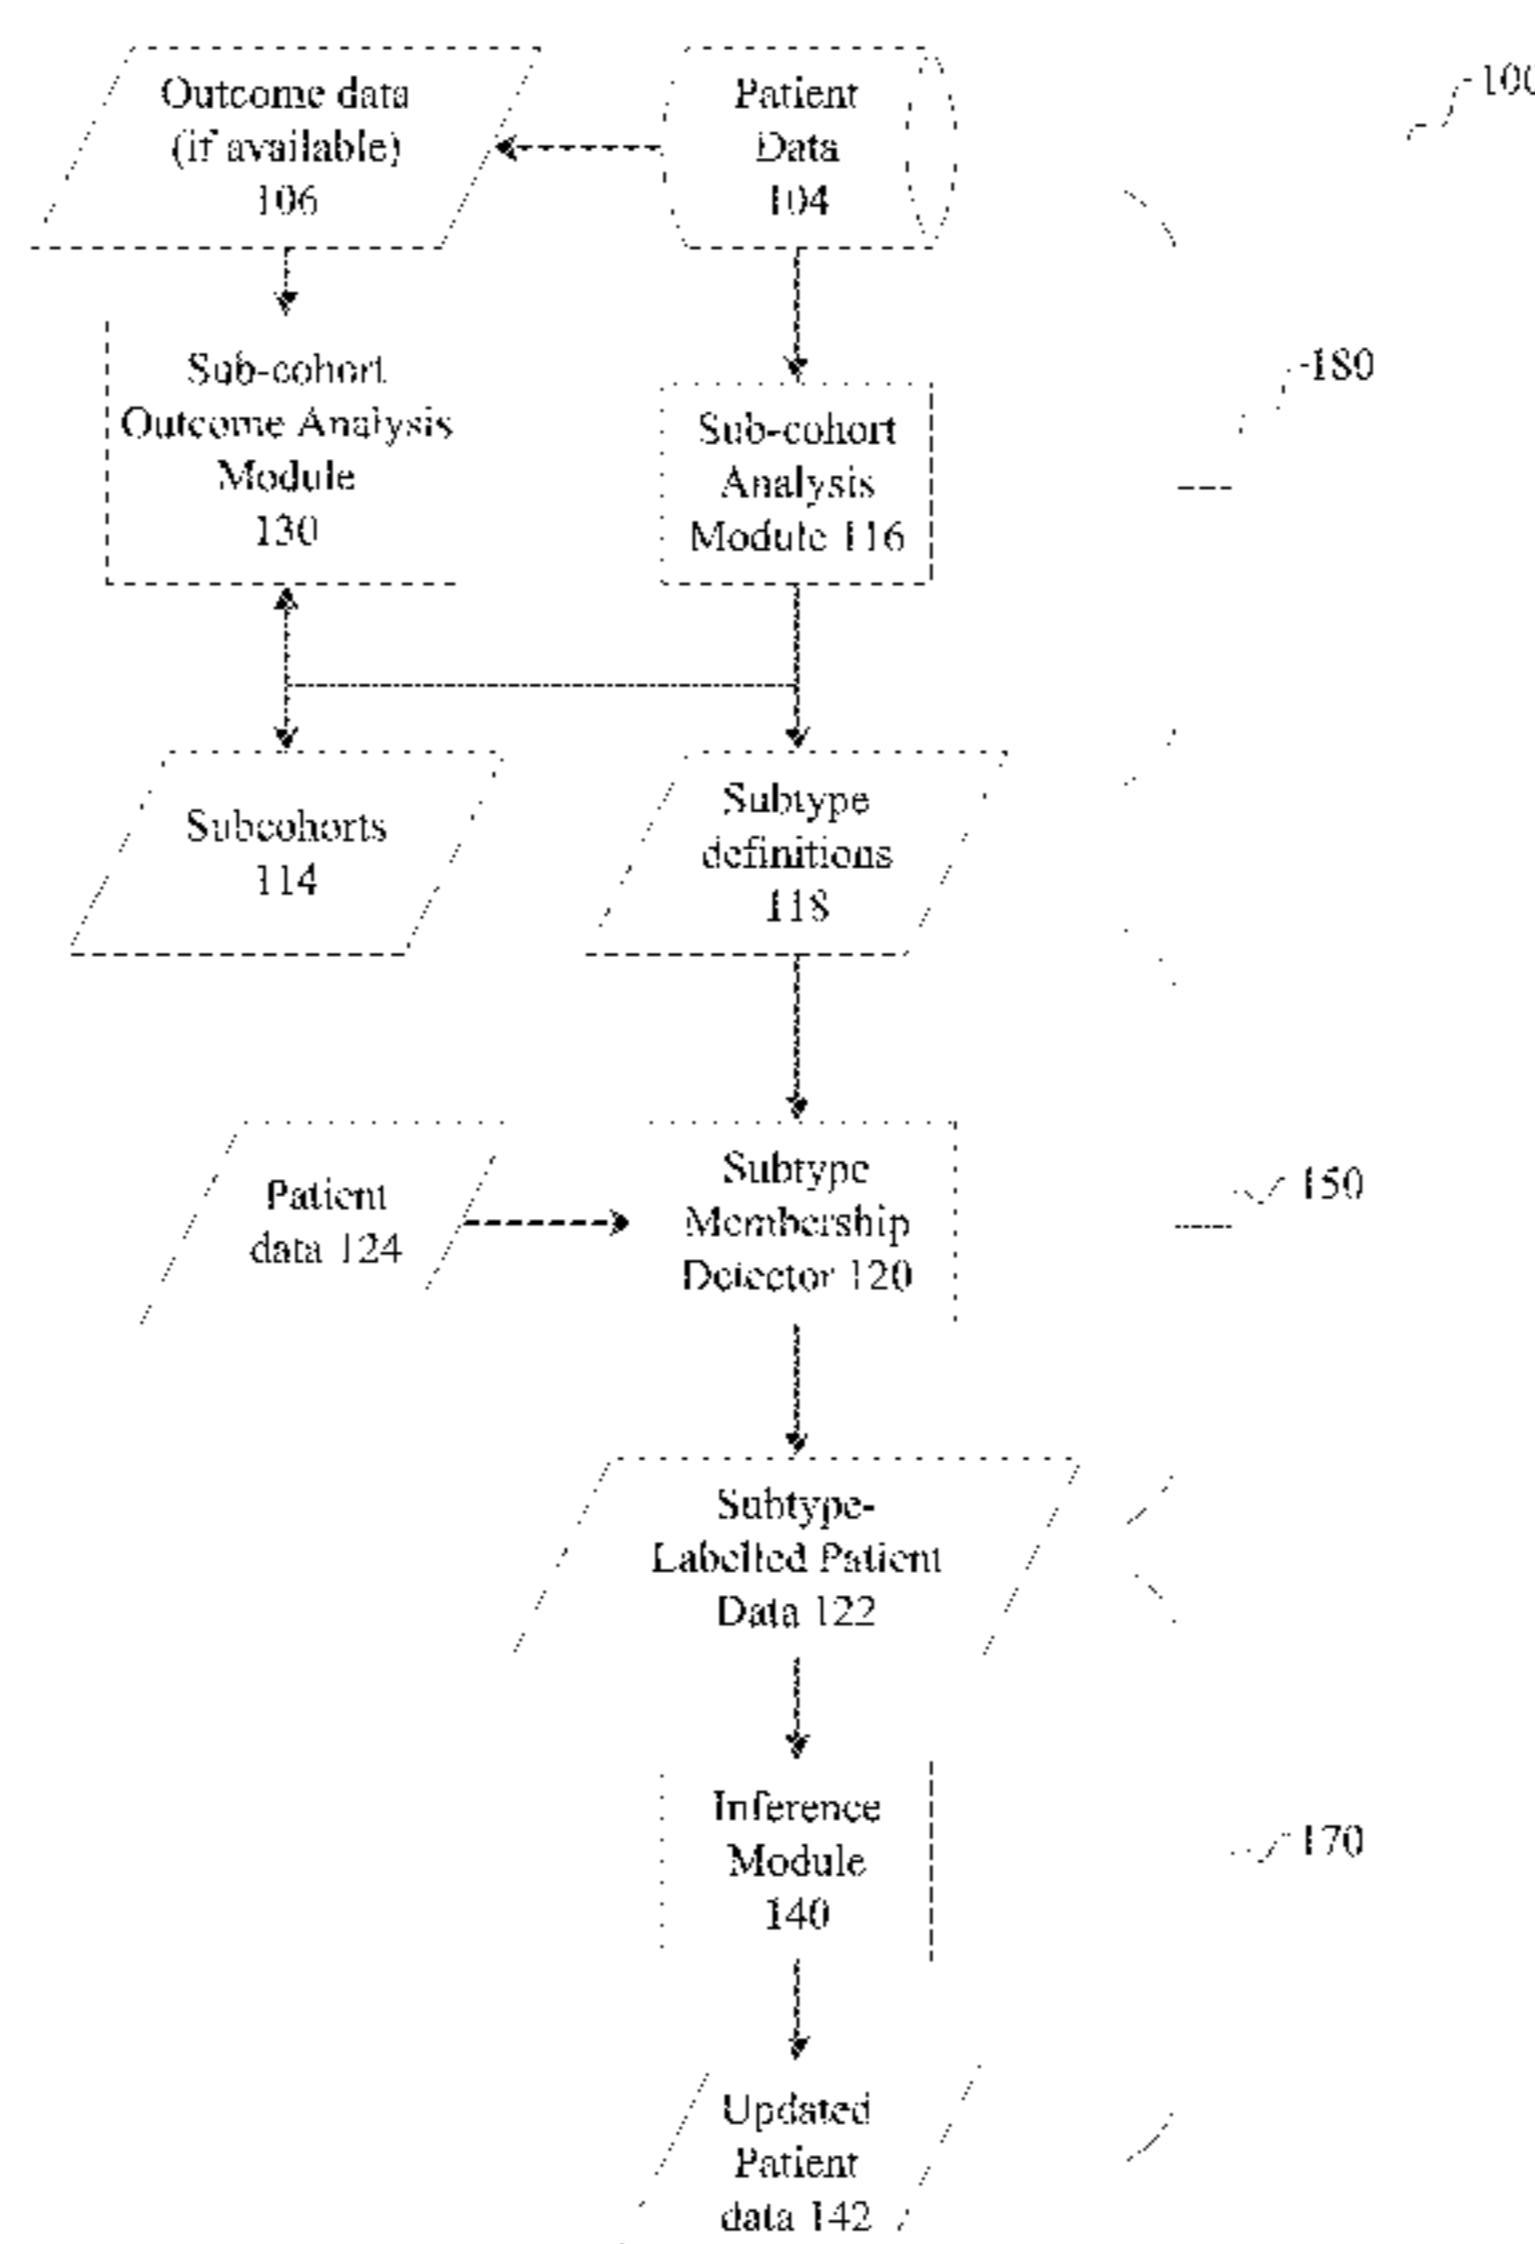 Outcome data
(if available)
106
Patient
Data
104
100
Sub-cohort
Outcome Analysis
Module
130
Sub-cohort
Analysis
Module 116
180
Subcohorts
114
Subtype
definitions
118
Patient
data 124
Subtype
Membership
Detector 120
150
Subtype-
Labelled Patient
Data 122
Inference
Module
140
170
Updated
Patient
data 142